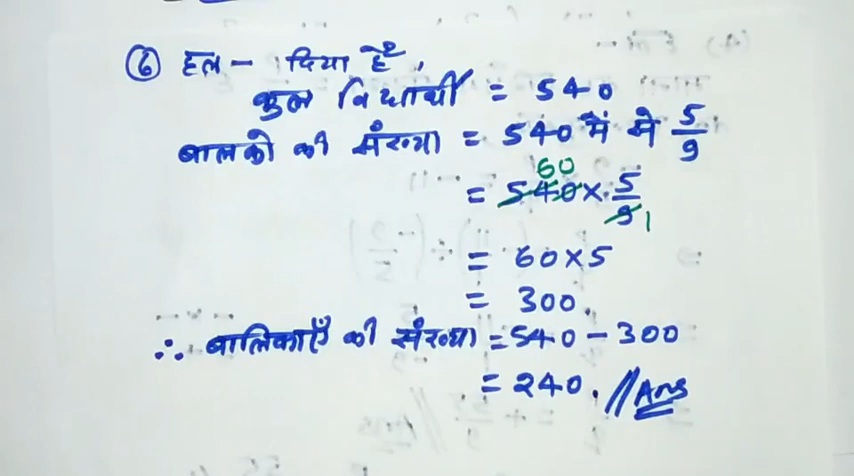 ⑥ हल – दिया है,
कुल विद्यार्थी = 540
बालको की संख्या = 540 में से 5/9
= 540 × 5/9 60 1
= 60×5
= 300.
∴ बालिकाएँ की संख्या = 540 – 300
= 240. // Ans